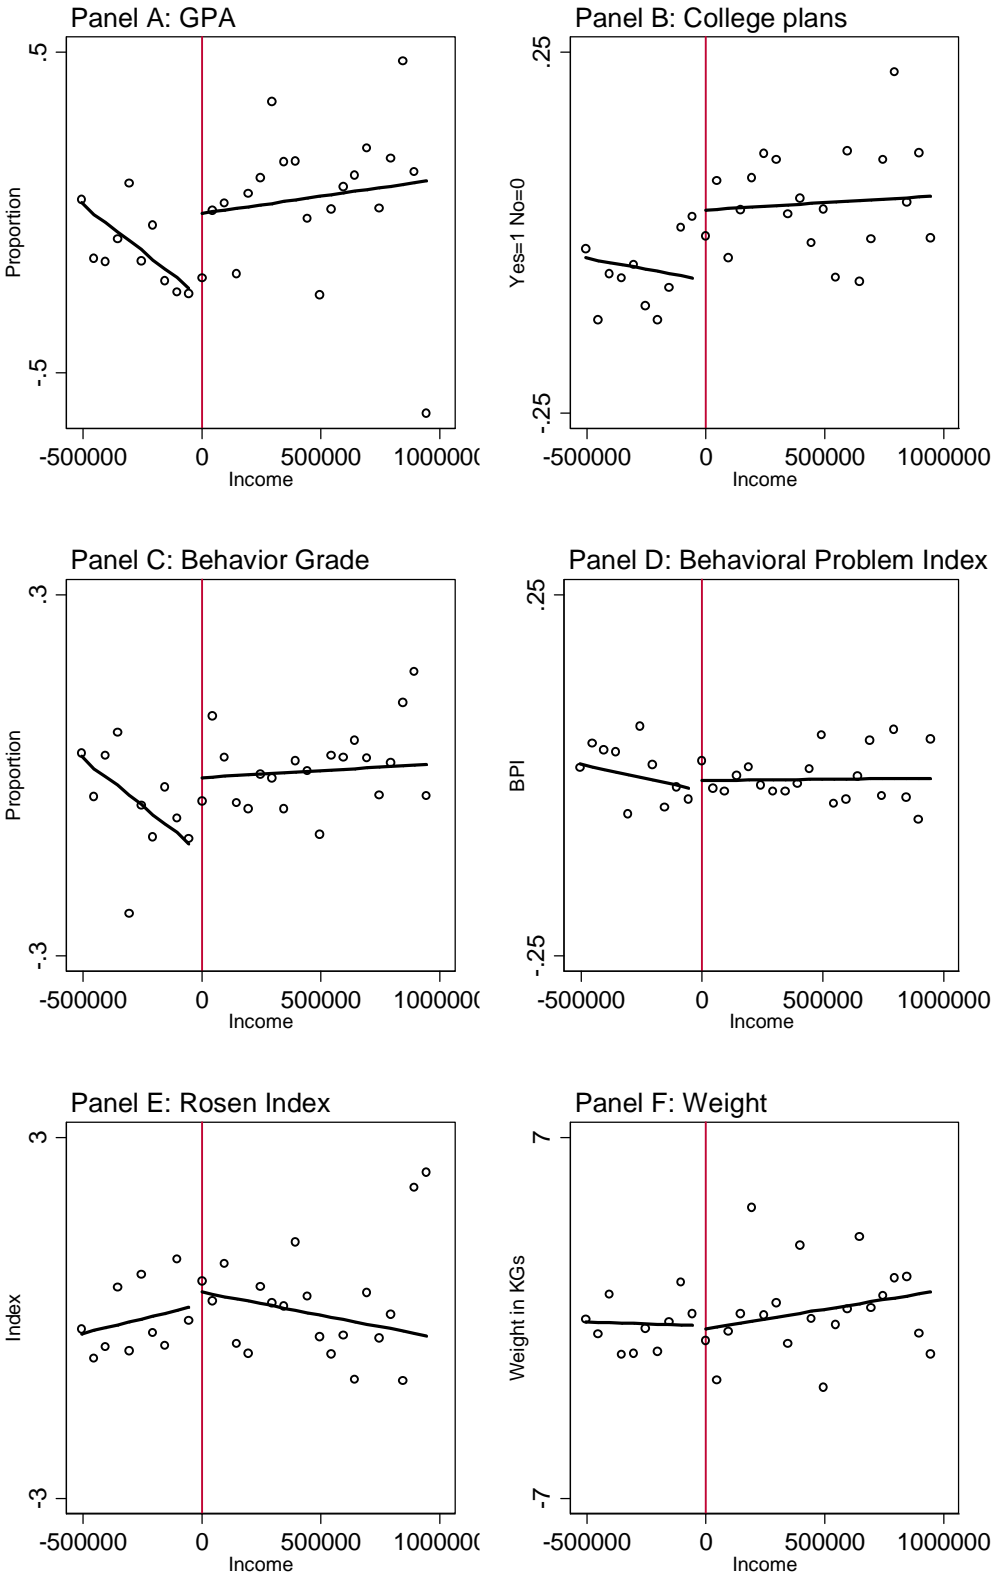 Panel A: GPA
.5
-.5
Proportion
-500000 0 500000 1000000
Income
Panel B: College plans
.25
-.25
Yes=1 No=0
-500000 0 500000 1000000
Income
Panel C: Behavior Grade
.3
-.3
Proportion
-500000 0 500000 1000000
Income
Panel D: Behavioral Problem Index
.25
-.25
BPI
-500000 0 500000 1000000
Income
Panel E: Rosen Index
3
-3
Index
-500000 0 500000 1000000
Income
Panel F: Weight
7
-7
Weight in KGs
-500000 0 500000 1000000
Income